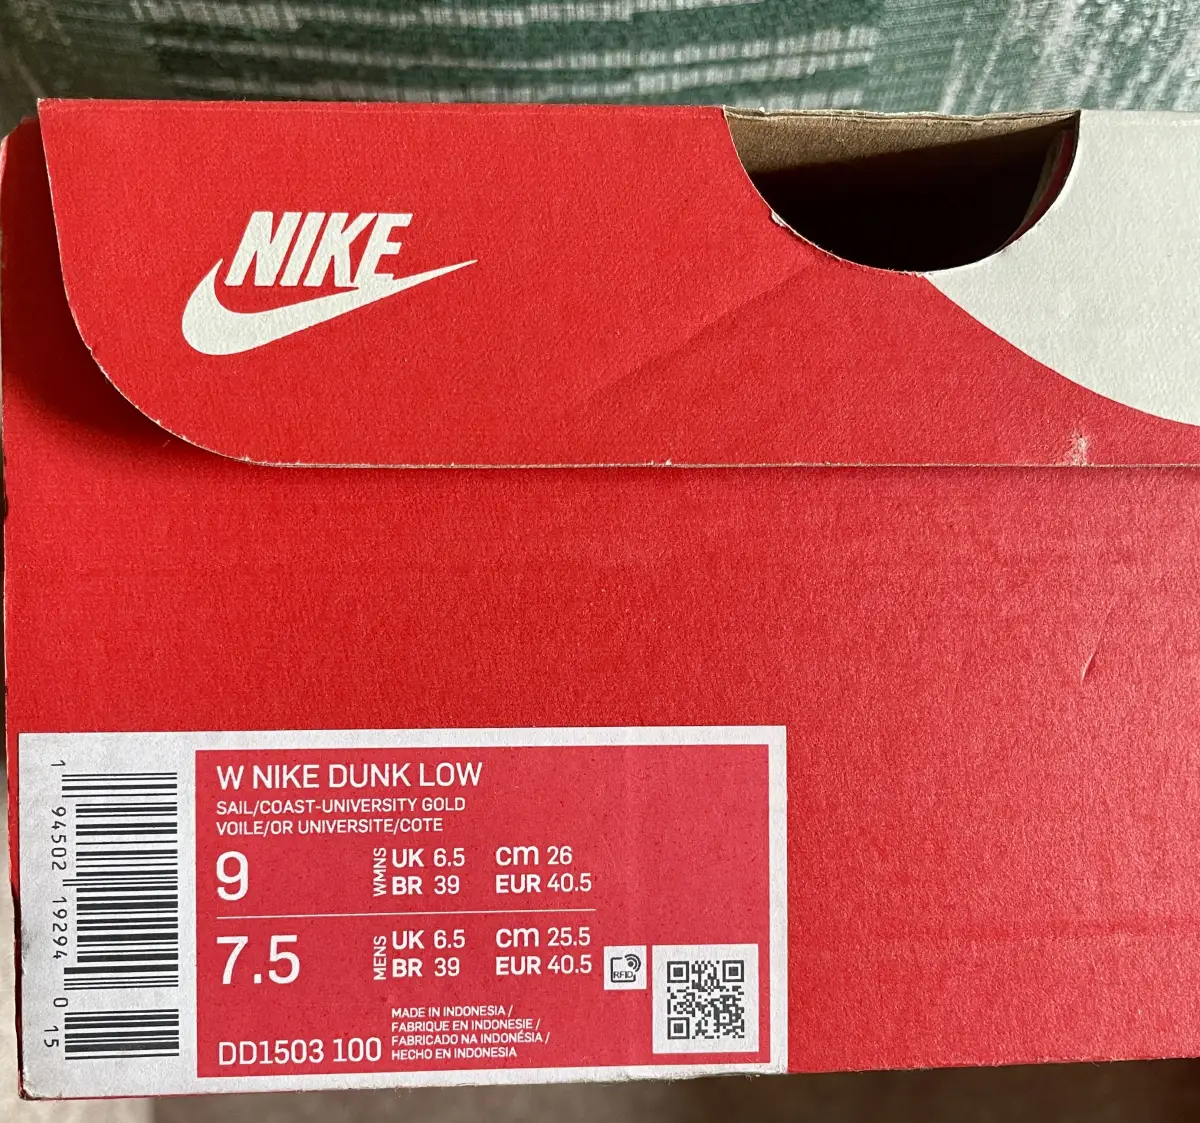 NIKE
W NIKE DUNK LOW
SAIL/COAST-UNIVERSITY GOLD
VOILE/OR UNIVERSITE/COTE
9 WMNS UK 6.5 cm 26
BR 39 EUR 40.5
7.5 MENS UK 6.5 cm 25.5
BR 39 EUR 40.5
RFID
DD1503 100
MADE IN INDONESIA /
FABRIQUE EN INDONESIE /
FABRICADO NA INDONÉSIA /
HECHO EN INDONESIA
1 94502 19294 0 15